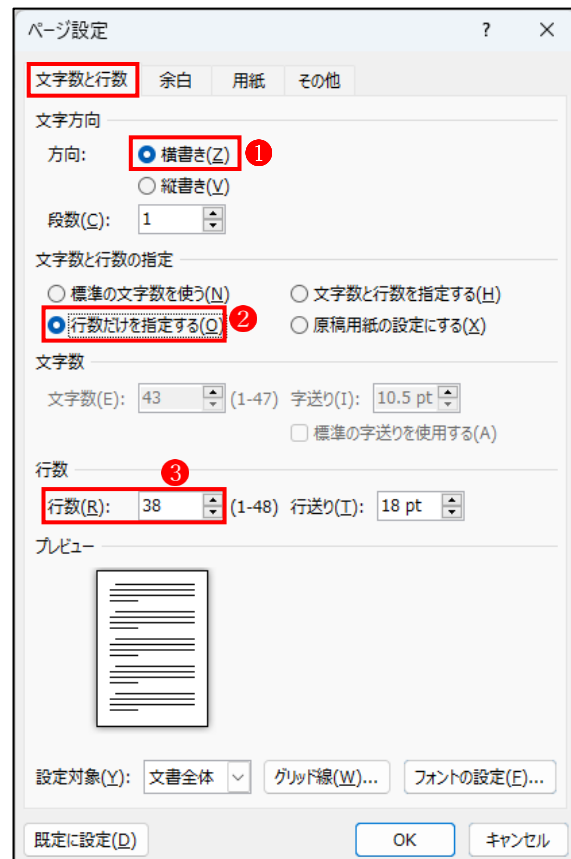 ページ設定 ? ×
文字数と行数 余白 用紙 その他
文字方向
方向: 横書き(Z) 1
縦書き(V)
段数(C): 1
文字数と行数の指定
標準の文字数を使う(N) 文字数と行数を指定する(H)
行数だけを指定する(O) 2 原稿用紙の設定にする(X)
文字数
文字数(E): 43 (1-47) 字送り(I): 10.5 pt
標準の字送りを使用する(A)
行数 3
行数(R): 38 (1-48) 行送り(T): 18 pt
プレビュー
設定対象(Y): 文書全体 グリッド線(W)... フォントの設定(F)...
既定に設定(D) OK キャンセル